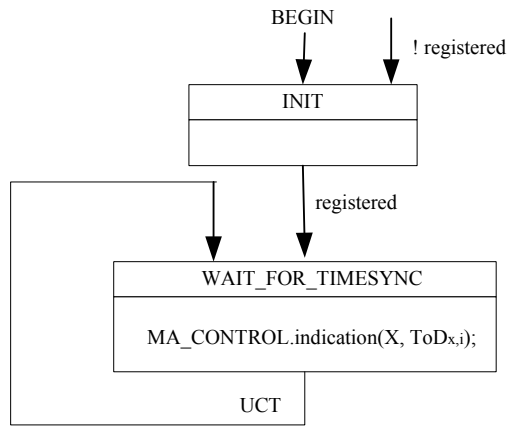 BEGIN
! registered
INIT
registered
WAIT_FOR_TIMESYNC
MA_CONTROL.indication(X, ToDx,i);
UCT